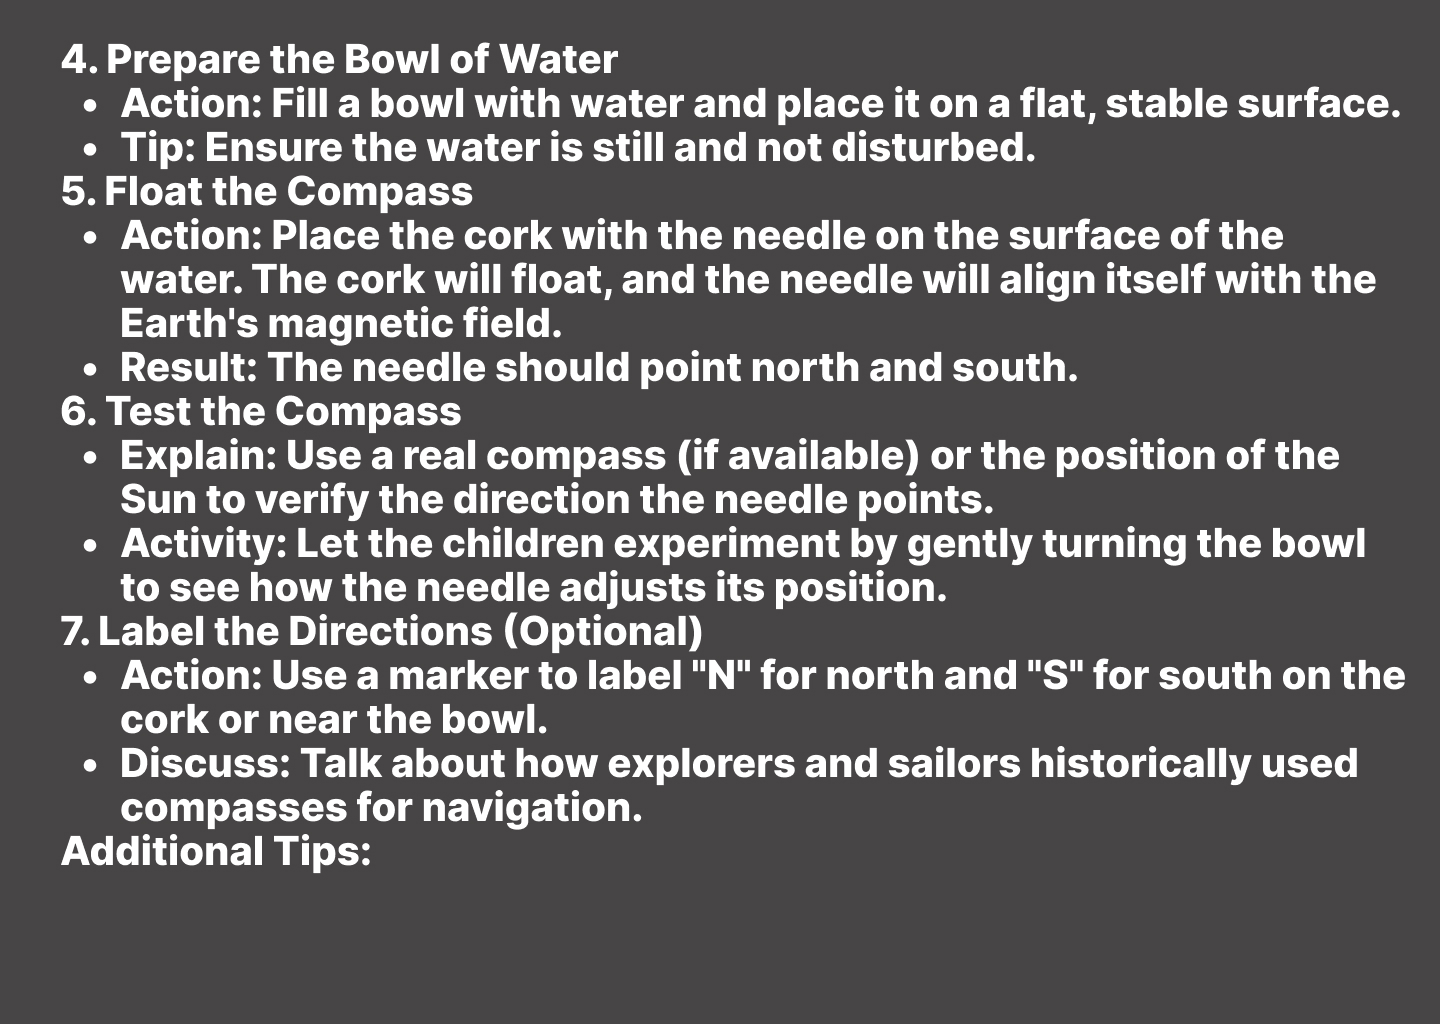 4. Prepare the Bowl of Water
• Action: Fill a bowl with water and place it on a flat, stable surface.
• Tip: Ensure the water is still and not disturbed.
5. Float the Compass
• Action: Place the cork with the needle on the surface of the
water. The cork will float, and the needle will align itself with the
Earth's magnetic field.
• Result: The needle should point north and south.
6. Test the Compass
• Explain: Use a real compass (if available) or the position of the
Sun to verify the direction the needle points.
• Activity: Let the children experiment by gently turning the bowl
to see how the needle adjusts its position.
7. Label the Directions (Optional)
• Action: Use a marker to label "N" for north and "S" for south on the
cork or near the bowl.
• Discuss: Talk about how explorers and sailors historically used
compasses for navigation.
Additional Tips: